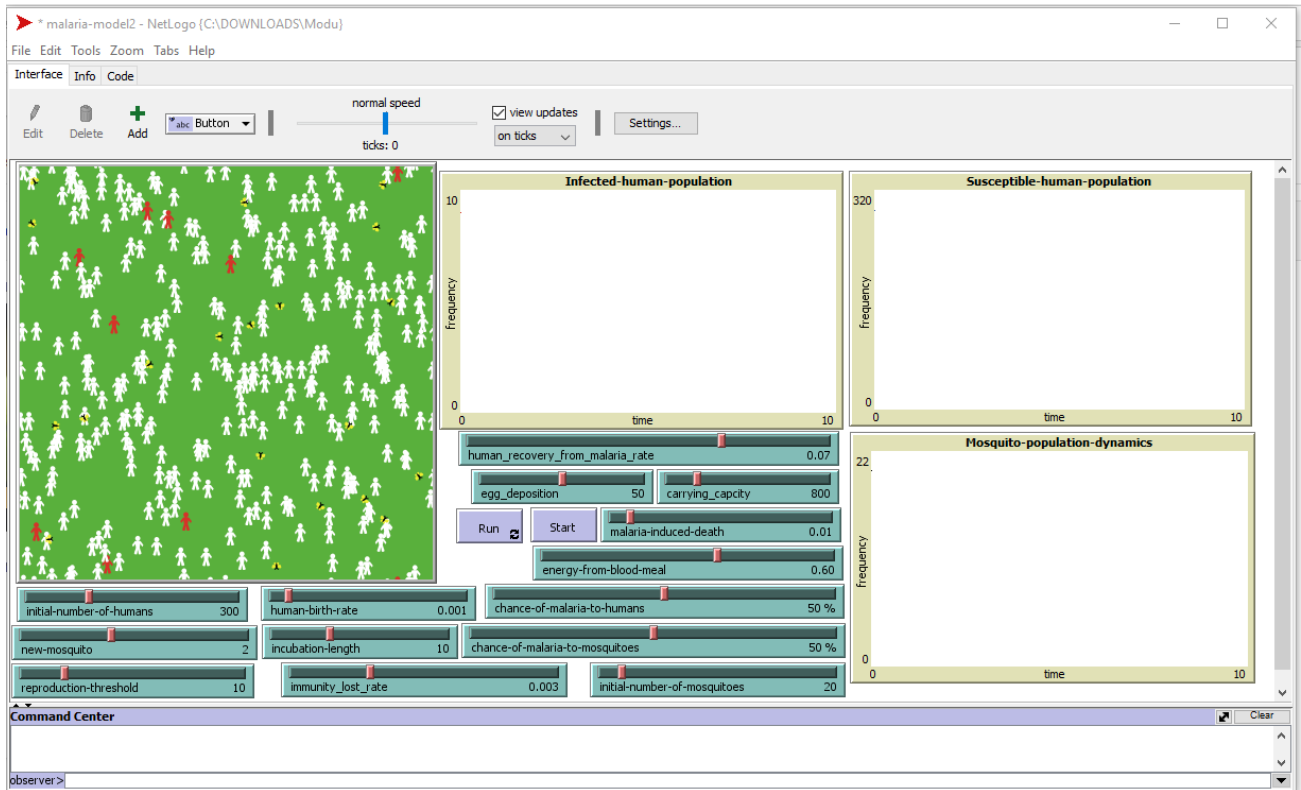 * malaria-model2 - NetLogo {C:\DOWNLOADS\Modu}
File Edit Tools Zoom Tabs Help
Interface Info Code
Edit Delete Add abc Button normal speed ticks: 0 view updates on ticks Settings...
Infected-human-population
10
frequency
0
0 time 10
Susceptible-human-population
320
frequency
0
0 time 10
human_recovery_from_malaria_rate 0.07
egg_deposition 50
carrying_capcity 800
Run
Start
malaria-induced-death 0.01
energy-from-blood-meal 0.60
Mosquito-population-dynamics
22
frequency
0
0 time 10
initial-number-of-humans 300
human-birth-rate 0.001
chance-of-malaria-to-humans 50 %
new-mosquito 2
incubation-length 10
chance-of-malaria-to-mosquitoes 50 %
reproduction-threshold 10
immunity_lost_rate 0.003
initial-number-of-mosquitoes 20
Command Center Clear
observer>